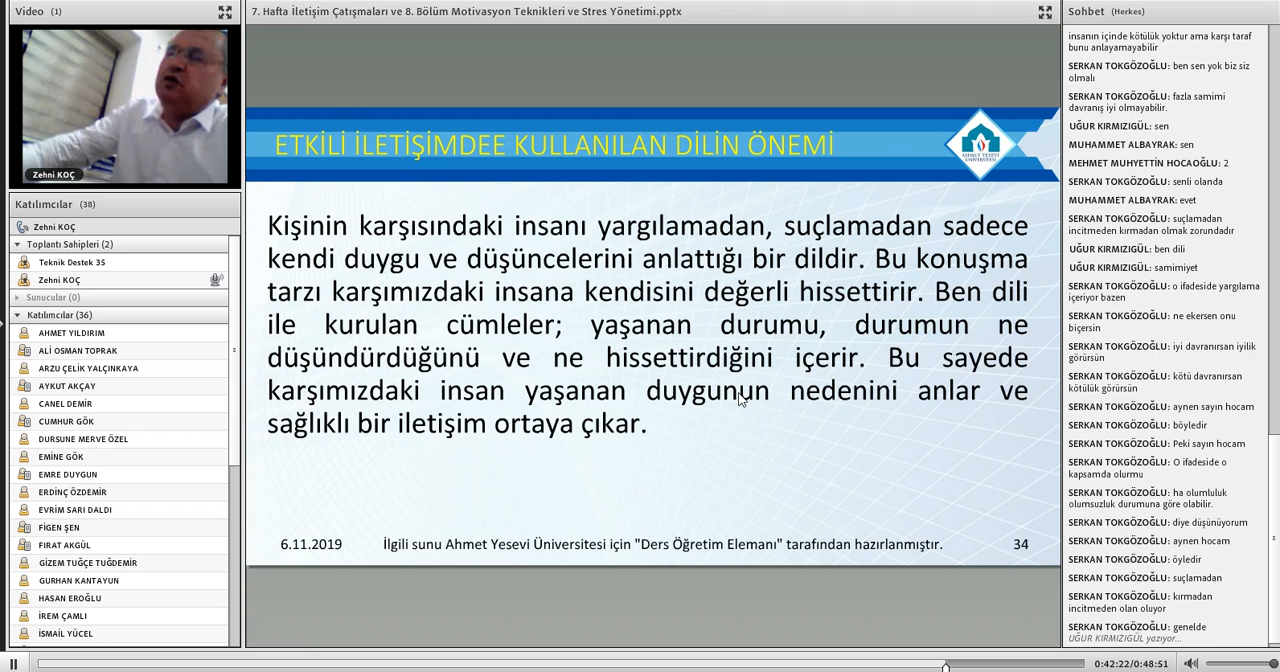 Video (1)
Zehni KOÇ
Katılımcılar (38)
Zehni KOÇ
Toplantı Sahipleri (2)
Teknik Destek 35
Zehni KOÇ
Sunucular (0)
Katılımcılar (36)
AHMET YILDIRIM
ALİ OSMAN TOPRAK
ARZU ÇELİK YALÇINKAYA
AYKUT AKÇAY
CANEL DEMİR
CUMHUR GÖK
DURSUNE MERVE ÖZEL
EMİNE GÖK
EMRE DUYGUN
ERDİNÇ ÖZDEMİR
EVRİM SARI DALDI
FİGEN ŞEN
FIRAT AKGÜL
GİZEM TUĞÇE TUĞDEMİR
GURHAN KANTAYUN
HASAN EROĞLU
İREM ÇAMLI
İSMAİL YÜCEL
7. Hafta İletişim Çatışmaları ve 8. Bölüm Motivasyon Teknikleri ve Stres Yönetimi.pptx
ETKİLİ İLETİŞİMDEE KULLANILAN DİLİN ÖNEMİ
AHMET YESEVİ
ÜNİVERSİTESİ
Kişinin karşısındaki insanı yargılamadan, suçlamadan sadece
kendi duygu ve düşüncelerini anlattığı bir dildir. Bu konuşma
tarzı karşımızdaki insana kendisini değerli hissettirir. Ben dili
ile kurulan cümleler; yaşanan durumu, durumun ne
düşündürdüğünü ve ne hissettirdiğini içerir. Bu sayede
karşımızdaki insan yaşanan duygunun nedenini anlar ve
sağlıklı bir iletişim ortaya çıkar.
6.11.2019
İlgili sunu Ahmet Yesevi Üniversitesi için "Ders Öğretim Elemanı" tarafından hazırlanmıştır.
34
Sohbet (Herkes)
insanın içinde kötülük yoktur ama karşı taraf
bunu anlayamayabilir
SERKAN TOKGÖZOĞLU: ben sen yok biz siz
olmalı
SERKAN TOKGÖZOĞLU: fazla samimi
davranış iyi olmayabilir.
UĞUR KIRMIZIGÜL: sen
MUHAMMET ALBAYRAK: sen
MEHMET MUHYETTİN HOCAOĞLU: 2
SERKAN TOKGÖZOĞLU: senli olanda
MUHAMMET ALBAYRAK: evet
SERKAN TOKGÖZOĞLU: suçlamadan
incitmeden kırmadan olmak zorundadır
UĞUR KIRMIZIGÜL: ben dili
UĞUR KIRMIZIGÜL: samimiyet
SERKAN TOKGÖZOĞLU: o ifadeside yargılama
içeriyor bazen
SERKAN TOKGÖZOĞLU: ne ekersen onu
biçersin
SERKAN TOKGÖZOĞLU: iyi davranırsan iyilik
görürsün
SERKAN TOKGÖZOĞLU: kötü davranırsan
kötülük görürsün
SERKAN TOKGÖZOĞLU: aynen sayın hocam
SERKAN TOKGÖZOĞLU: böyledir
SERKAN TOKGÖZOĞLU: Peki sayın hocam
SERKAN TOKGÖZOĞLU: O ifadeside o
kapsamda olurmu
SERKAN TOKGÖZOĞLU: ha olumluluk
olumsuzluk durumuna göre olabilir.
SERKAN TOKGÖZOĞLU: diye düşünüyorum
SERKAN TOKGÖZOĞLU: aynen hocam
SERKAN TOKGÖZOĞLU: öyledir
SERKAN TOKGÖZOĞLU: suçlamadan
SERKAN TOKGÖZOĞLU: kırmadan
incitmeden olan oluyor
SERKAN TOKGÖZOĞLU: genelde
UĞUR KIRMIZIGÜL yazıyor...
0:42:22/0:48:51